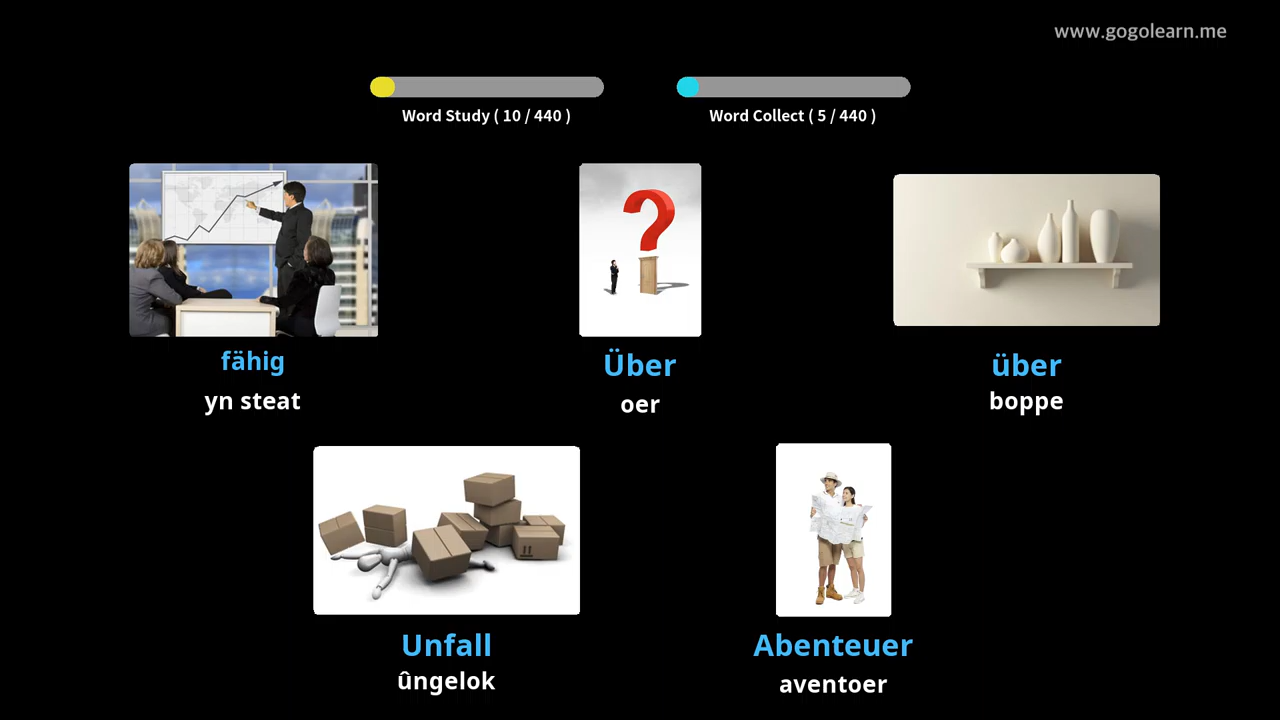 www.gogolearn.me
Word Study ( 10 / 440 )
Word Collect ( 5 / 440 )
fähig
yn steat
Über
oer
über
boppe
Unfall
ûngelok
Abenteuer
aventoer